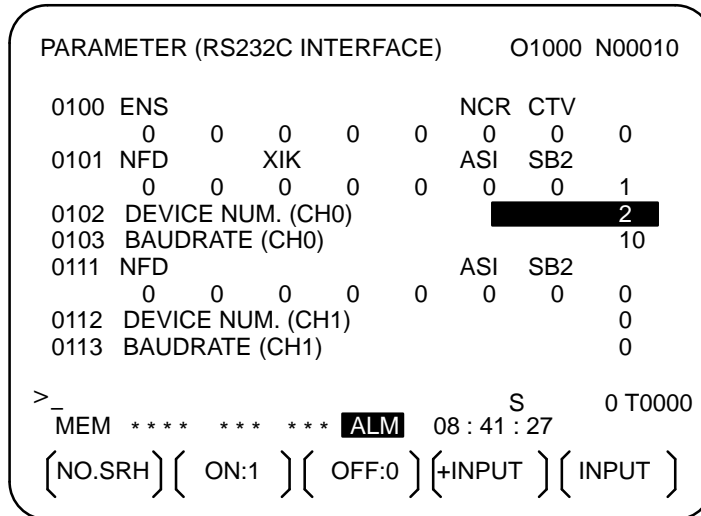 PARAMETER (RS232C INTERFACE) O1000 N00010
0100 ENS NCR CTV
0 0 0 0 0 0 0 0
0101 NFD XIK ASI SB2
0 0 0 0 0 0 0 1
0102 DEVICE NUM. (CH0) 2
0103 BAUDRATE (CH0) 10
0111 NFD ASI SB2
0 0 0 0 0 0 0 0
0112 DEVICE NUM. (CH1) 0
0113 BAUDRATE (CH1) 0
>_ S 0 T0000
MEM **** *** *** ALM 08 : 41 : 27
[NO.SRH] [ ON:1 ] [ OFF:0 ] [+INPUT ] [ INPUT ]